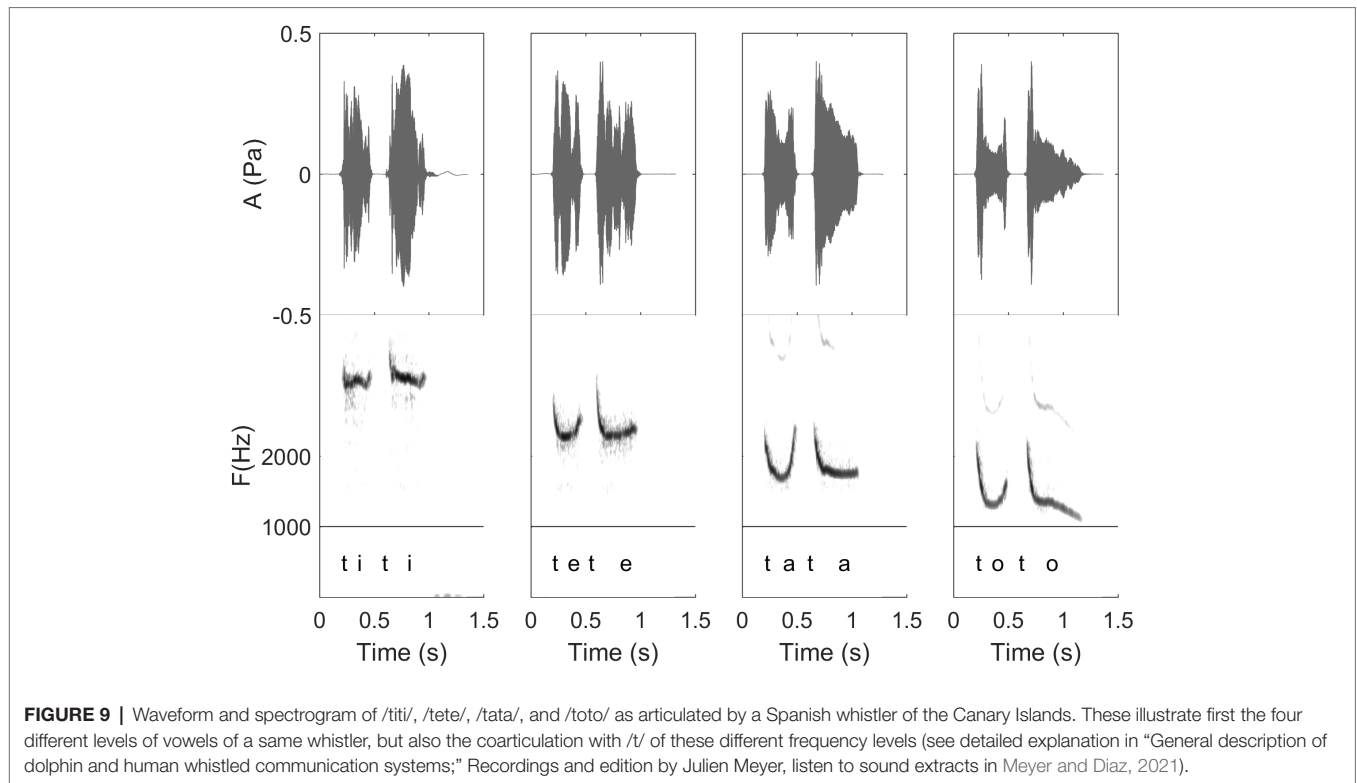 0.5
A (Pa)
0
-0.5
F(Hz)
2000
1000
t i t i
t e t e
t a t a
t o t o
0 0.5 1 1.5
0 0.5 1 1.5
0 0.5 1 1.5
0 0.5 1 1.5
Time (s)
Time (s)
Time (s)
Time (s)
FIGURE 9 | Waveform and spectrogram of /titi/, /tete/, /tata/, and /toto/ as articulated by a Spanish whistler of the Canary Islands. These illustrate first the four
different levels of vowels of a same whistler, but also the coarticulation with /t/ of these different frequency levels (see detailed explanation in “General description of
dolphin and human whistled communication systems;” Recordings and edition by Julien Meyer, listen to sound extracts in Meyer and Diaz, 2021).